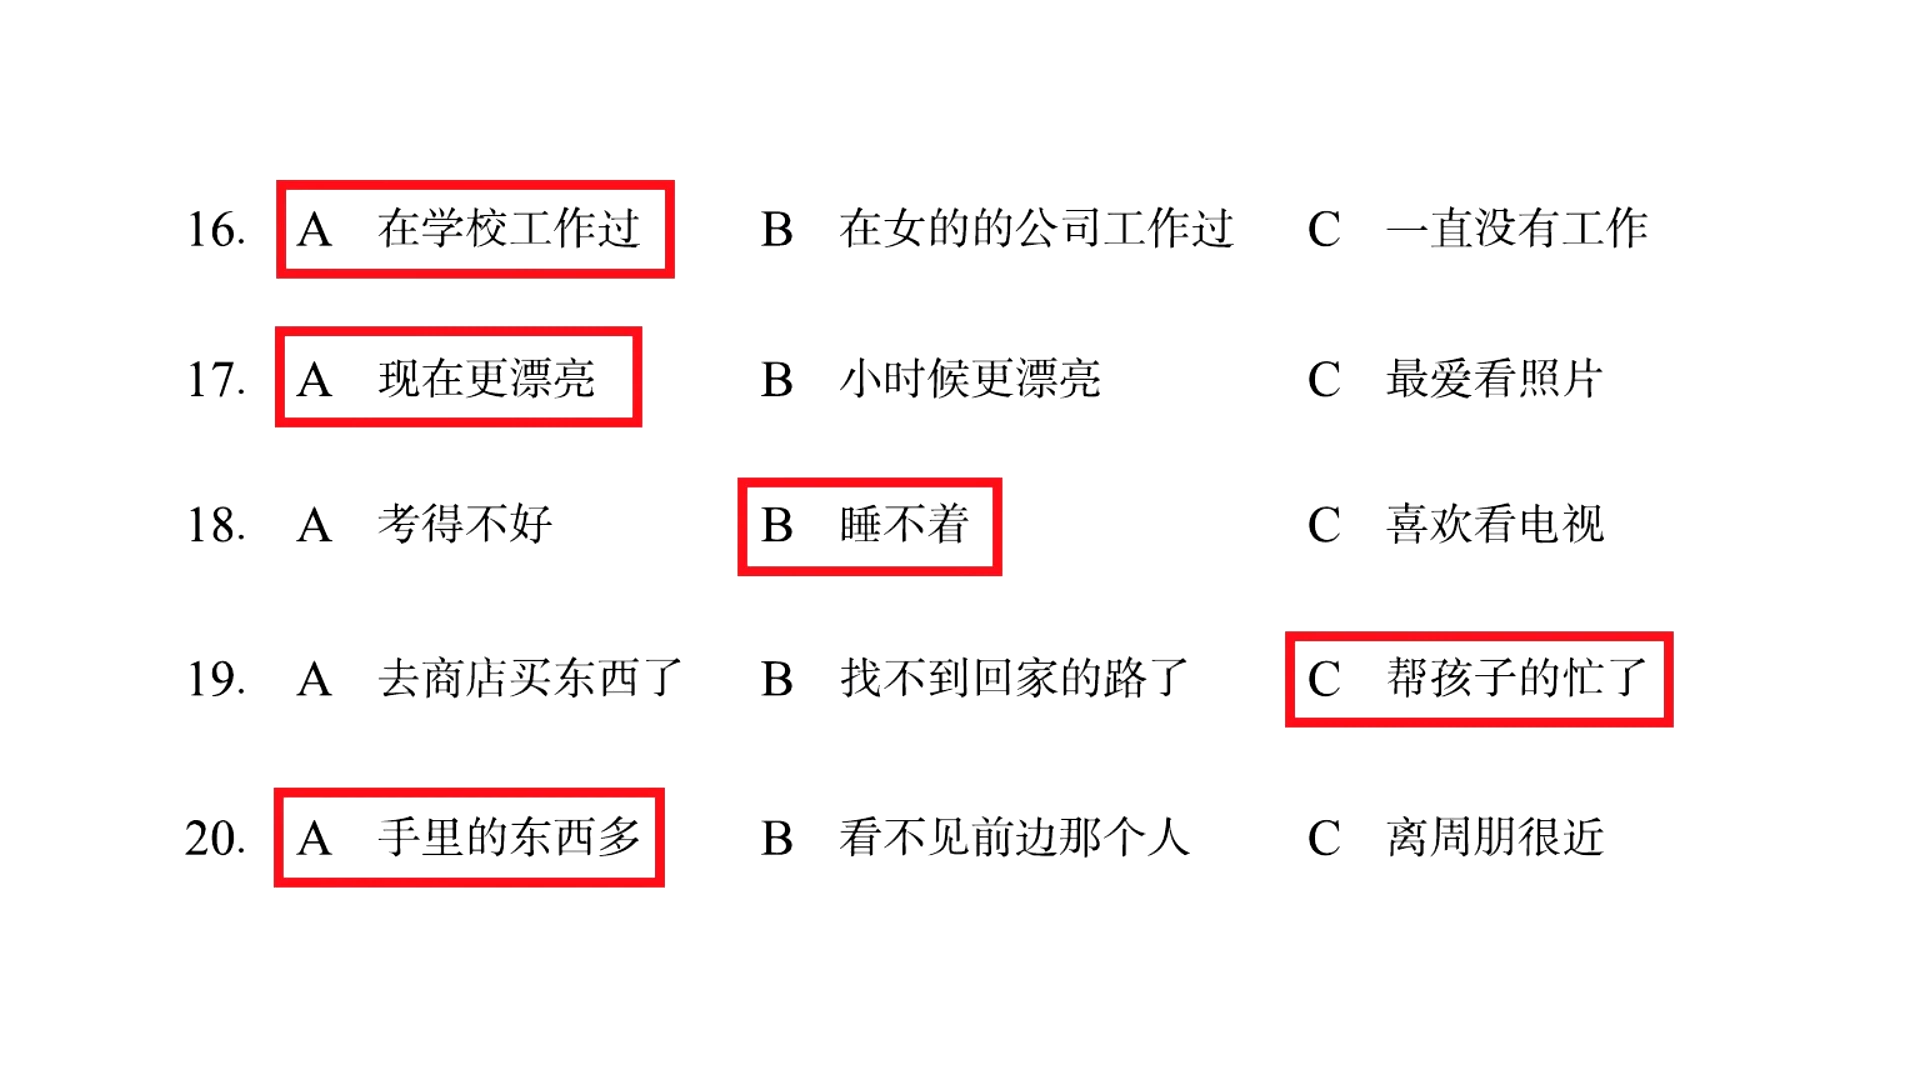 16. A 在学校工作过 B 在女的的公司工作过 C 一直没有工作
17. A 现在更漂亮 B 小时候更漂亮 C 最爱看照片
18. A 考得不好 B 睡不着 C 喜欢看电视
19. A 去商店买东西了 B 找不到回家的路了 C 帮孩子的忙了
20. A 手里的东西多 B 看不见前边那个人 C 离周朋很近